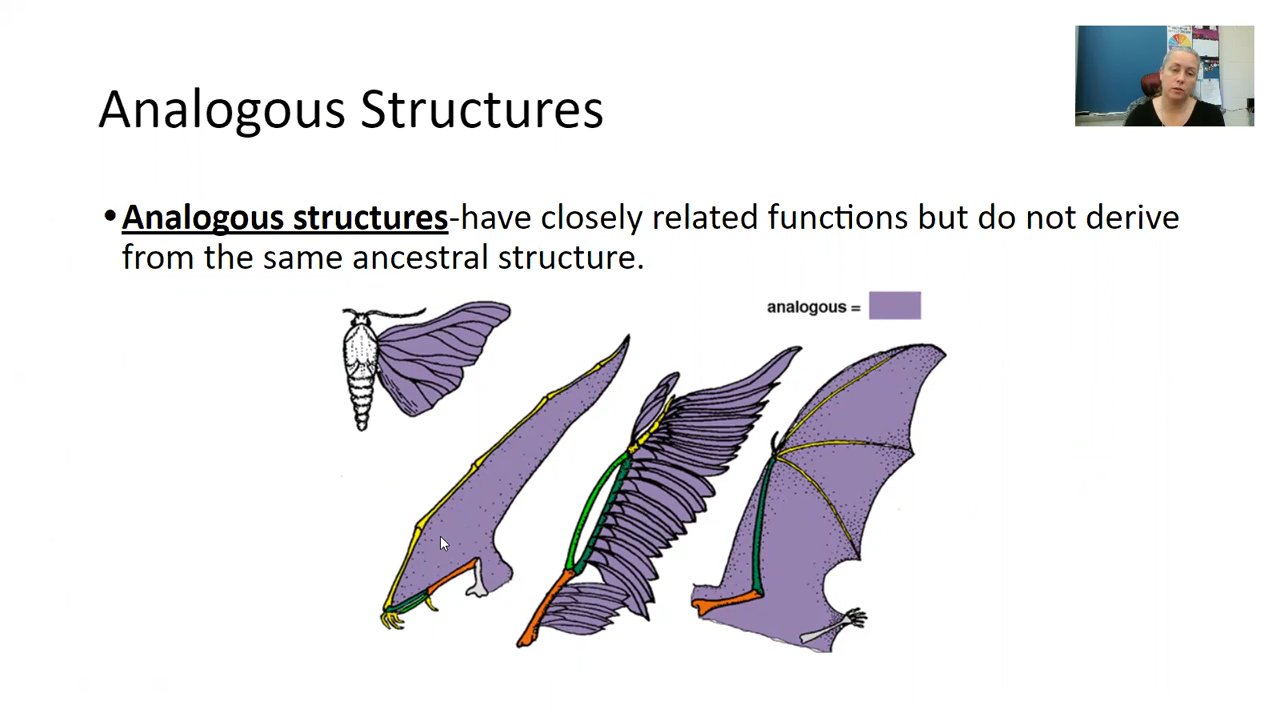 Analogous Structures
•Analogous structures-have closely related functions but do not derive
from the same ancestral structure.
analogous =